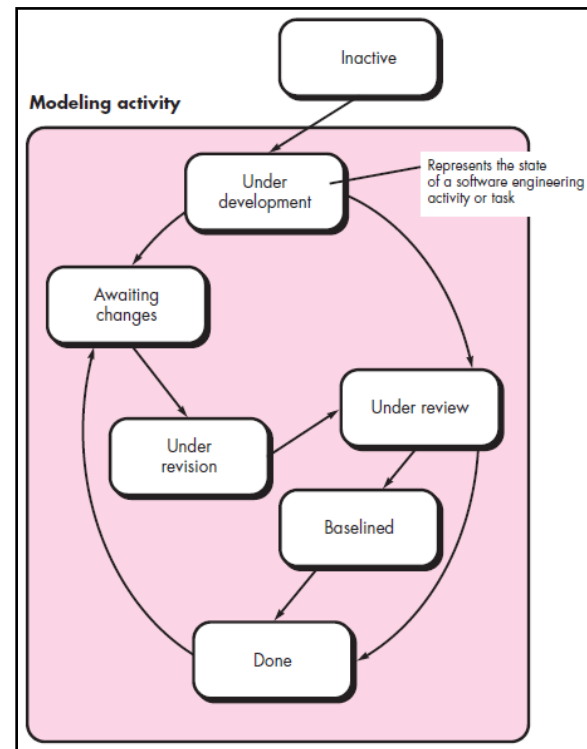 Inactive
Modeling activity
Under
development
Represents the state
of a software engineering
activity or task
Awaiting
changes
Under review
Under
revision
Baselined
Done